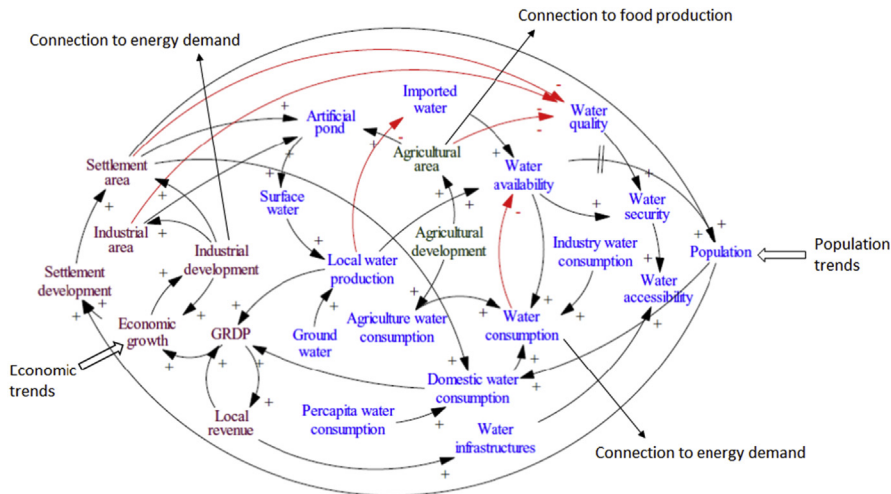 Connection to food production
Connection to energy demand
Imported
water
Water
quality
Artificial
pond
Agricultural
area
Water
availability
Settlement
area
Surface
water
Water
security
Industrial
area
Industrial
development
Agricultural
development
Industry water
consumption
Population
Population
trends
Local water
production
Settlement
development
Water
accessibility
Economic
growth
GRDP
Ground
water
Agriculture water
consumption
Water
consumption
Economic
trends
Domestic water
consumption
Local
revenue
Percapita water
consumption
Water
infrastructures
Connection to energy demand